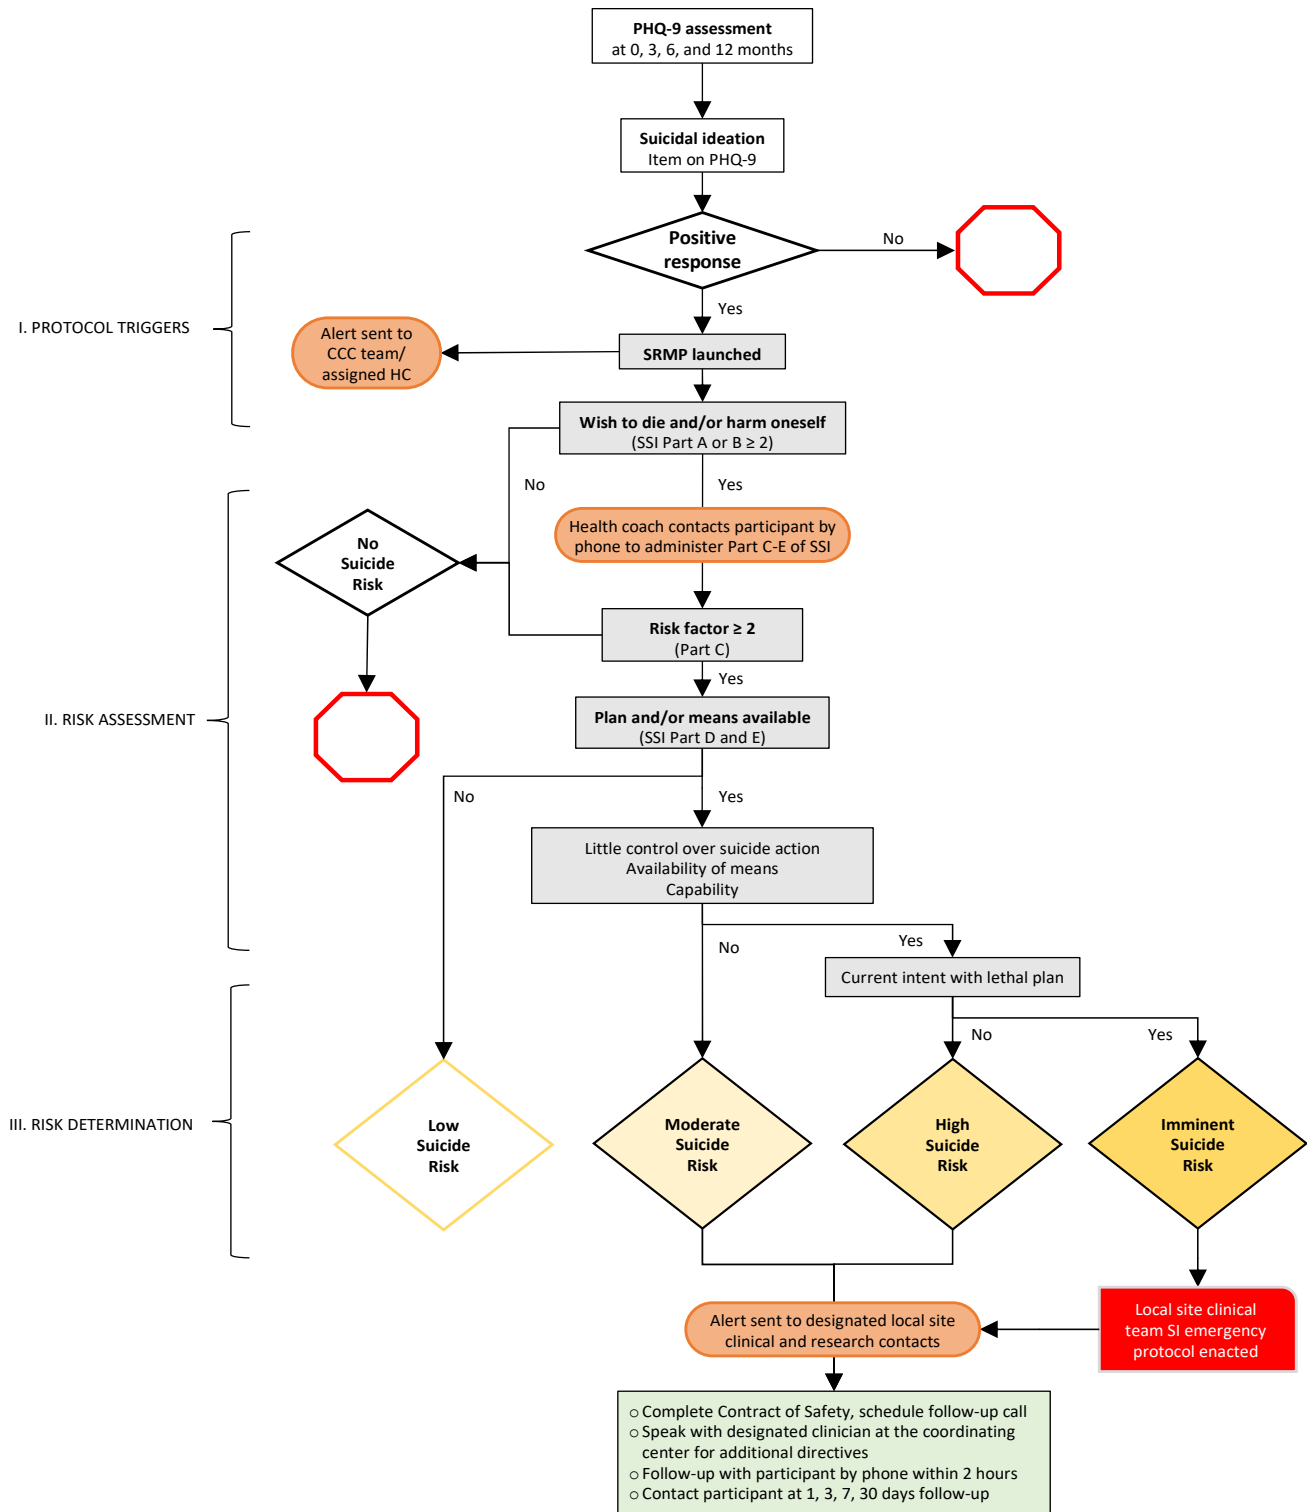 PHQ-9 assessment
at 0, 3, 6, and 12 months
Suicidal ideation
Item on PHQ-9
Positive
response
No
Yes
I. PROTOCOL TRIGGERS
Alert sent to
CCC team/
assigned HC
SRMP launched
Wish to die and/or harm oneself
(SSI Part A or B ≥ 2)
No
Yes
Health coach contacts participant by
phone to administer Part C-E of SSI
No
Suicide
Risk
Risk factor ≥ 2
(Part C)
Yes
II. RISK ASSESSMENT
Plan and/or means available
(SSI Part D and E)
No
Yes
Little control over suicide action
Availability of means
Capability
No
Yes
Current intent with lethal plan
No
Yes
III. RISK DETERMINATION
Low
Suicide
Risk
Moderate
Suicide
Risk
High
Suicide
Risk
Imminent
Suicide
Risk
Alert sent to designated local site
clinical and research contacts
Local site clinical
team SI emergency
protocol enacted
○ Complete Contract of Safety, schedule follow-up call
○ Speak with designated clinician at the coordinating
center for additional directives
○ Follow-up with participant by phone within 2 hours
○ Contact participant at 1, 3, 7, 30 days follow-up